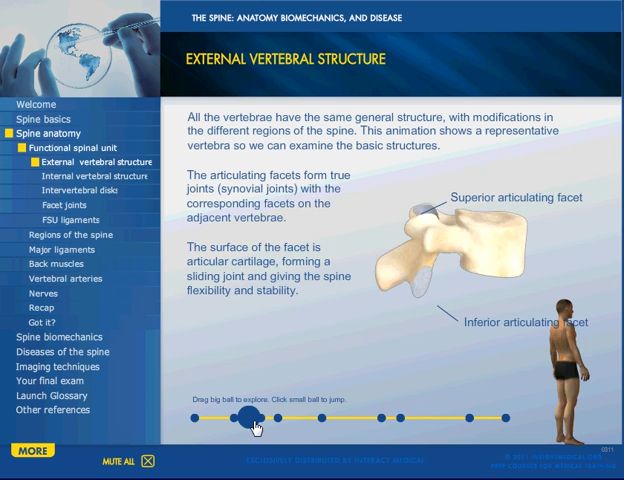 THE SPINE: ANATOMY BIOMECHANICS, AND DISEASE
EXTERNAL VERTEBRAL STRUCTURE
Welcome
Spine basics
Spine anatomy
Functional spinal unit
External vertebral structure
Internal vertebral structure
Intervertebral disks
Facet joints
FSU ligaments
Regions of the spine
Major ligaments
Back muscles
Vertebral arteries
Nerves
Recap
Got it?
Spine biomechanics
Diseases of the spine
Imaging techniques
Your final exam
Launch Glossary
Other references
MORE
MUTE ALL
All the vertebrae have the same general structure, with modifications in
the different regions of the spine. This animation shows a representative
vertebra so we can examine the basic structures.
The articulating facets form true
joints (synovial joints) with the
corresponding facets on the
adjacent vertebrae.
The surface of the facet is
articular cartilage, forming a
sliding joint and giving the spine
flexibility and stability.
Superior articulating facet
Inferior articulating facet
Drag big ball to explore. Click small ball to jump.
0311
EXCLUSIVELY DISTRIBUTED BY INTERACT MEDICAL